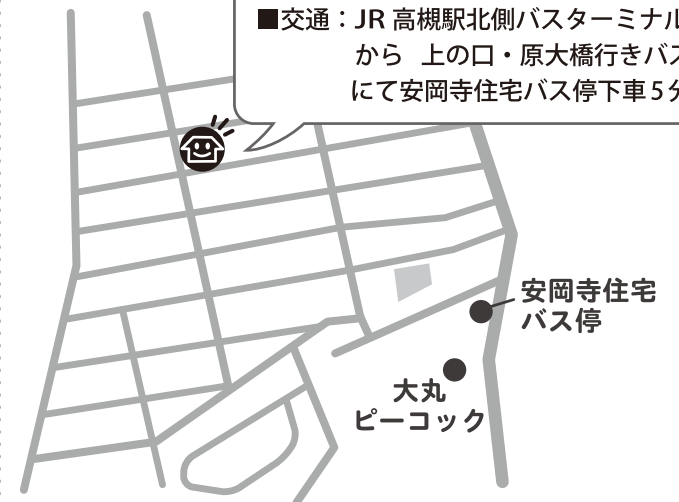 ■交通：JR 高槻駅北側バスターミナル
から 上の口・原大橋行きバス
にて安岡寺住宅バス停下車5分
安岡寺住宅
バス停
大丸
ピーコック